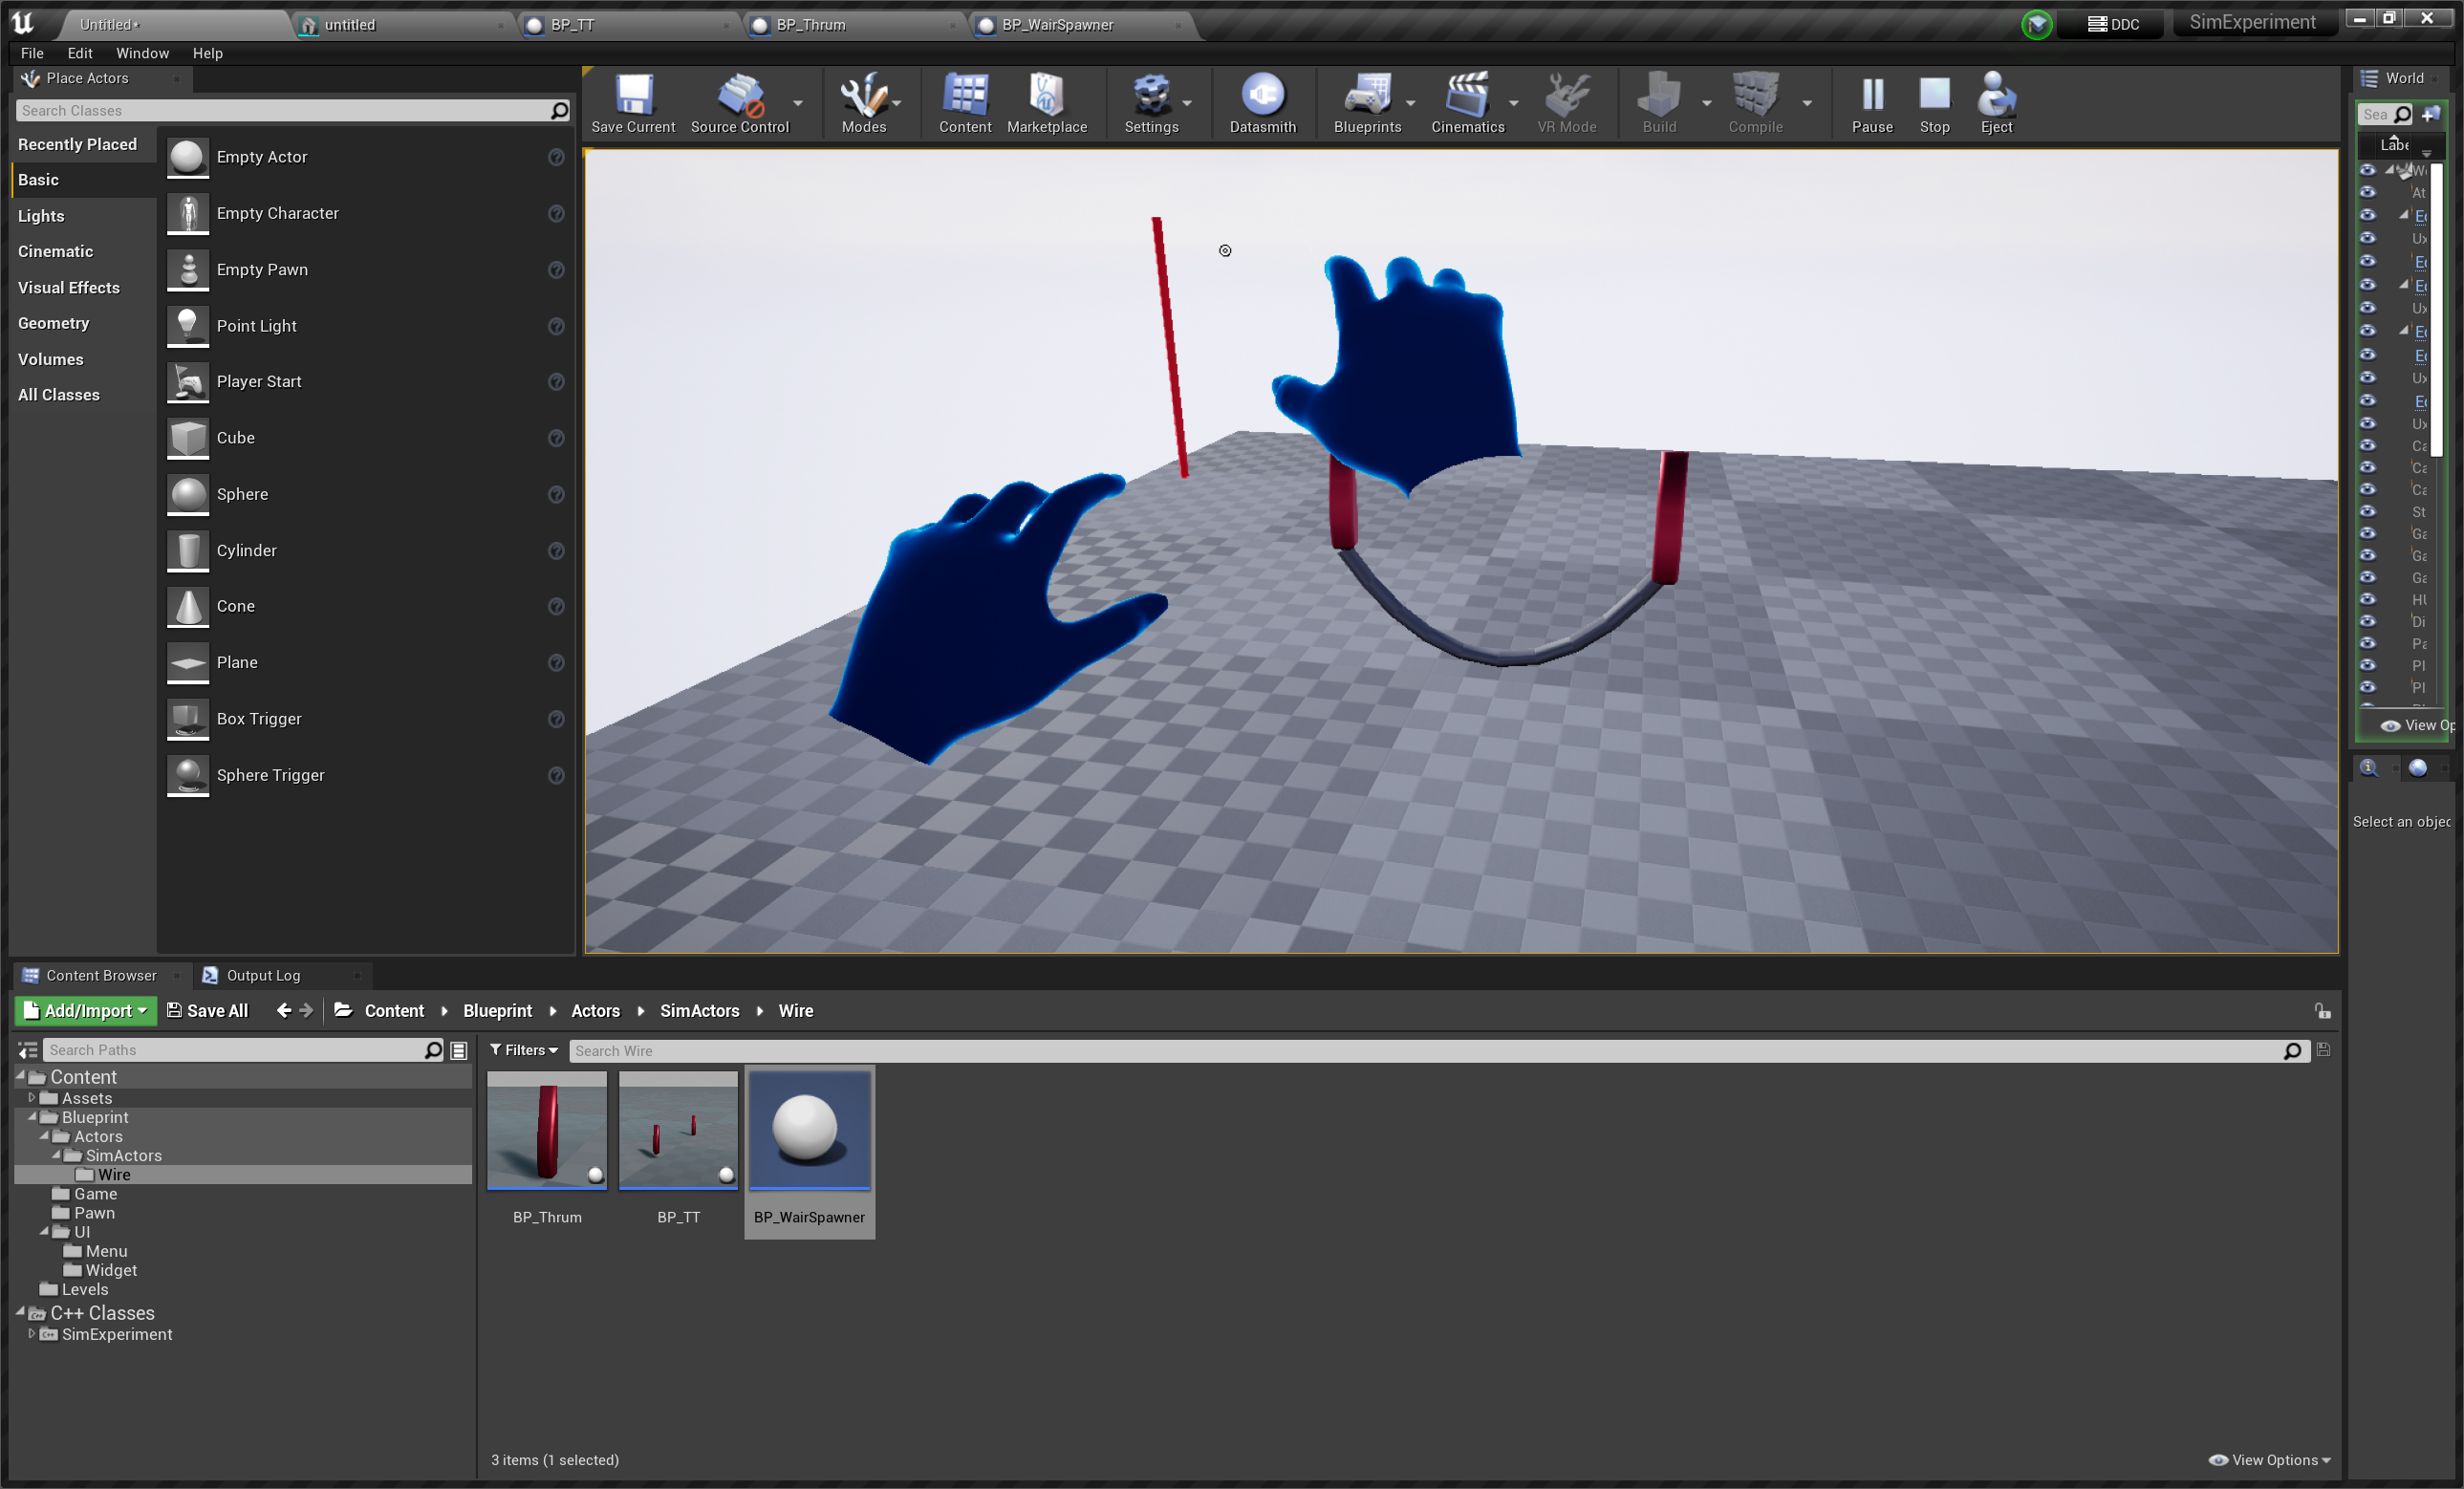 Untitled•
untitled
BP_TT
BP_Thrum
BP_WairSpawner
DDC
SimExperiment
File Edit Window Help
Place Actors
Search Classes
Recently Placed
Basic
Lights
Cinematic
Visual Effects
Geometry
Volumes
All Classes
Empty Actor
Empty Character
Empty Pawn
Point Light
Player Start
Cube
Sphere
Cylinder
Cone
Plane
Box Trigger
Sphere Trigger
Save Current
Source Control
Modes
Content
Marketplace
Settings
Datasmith
Blueprints
Cinematics
VR Mode
Build
Compile
Pause
Stop
Eject
World
Sea
Labe
At
Ux
Ux
Ux
Ux
Ca
Ca
Ca
St
Ga
Ga
Ga
HU
Di
Pa
Pl
Pl
View Op
Select an objec
Content Browser
Output Log
Add/Import
Save All
Content
Blueprint
Actors
SimActors
Wire
Search Paths
Content
Assets
Blueprint
Actors
SimActors
Wire
Game
Pawn
UI
Menu
Widget
Levels
C++ Classes
SimExperiment
Filters
Search Wire
BP_Thrum
BP_TT
BP_WairSpawner
3 items (1 selected)
View Options